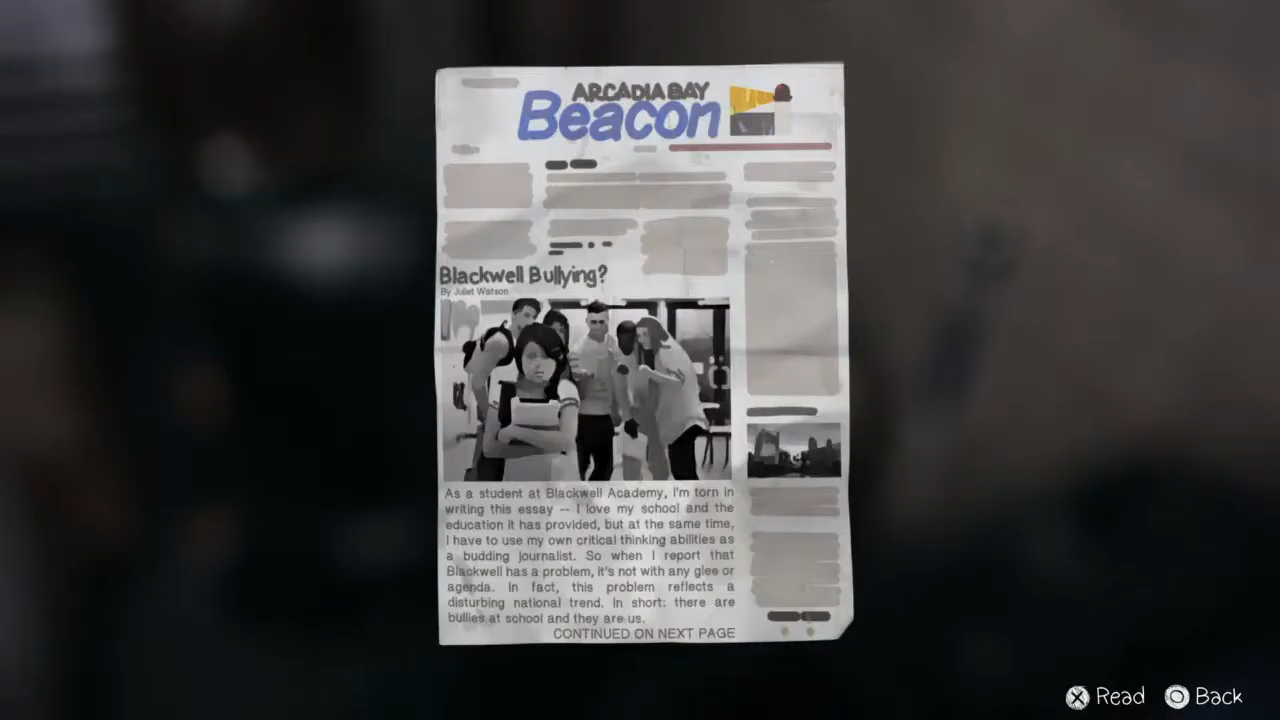 ARCADIA BAY
Beacon
Blackwell Bullying?
By Juliet Watson
As a student at Blackwell Academy, I'm torn in
writing this essay -- I love my school and the
education it has provided, but at the same time,
I have to use my own critical thinking abilities as
a budding journalist. So when I report that
Blackwell has a problem, it's not with any glee or
agenda. In fact, this problem reflects a
disturbing national trend. In short: there are
bullies at school and they are us.
CONTINUED ON NEXT PAGE
Read
Back